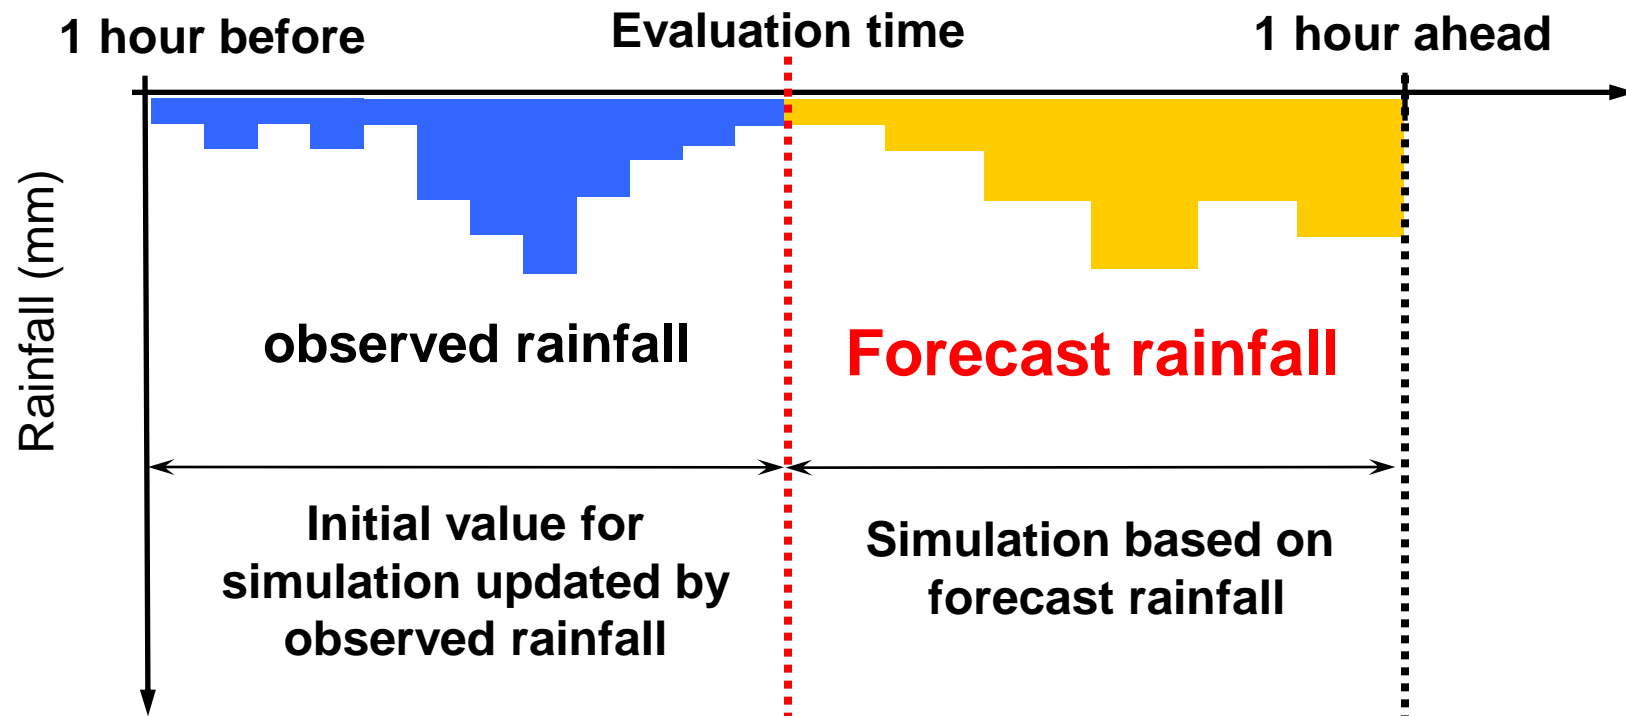 1 hour before
Evaluation time
1 hour ahead
Rainfall (mm)
observed rainfall
Forecast rainfall
Initial value for
simulation updated by
observed rainfall
Simulation based on
forecast rainfall